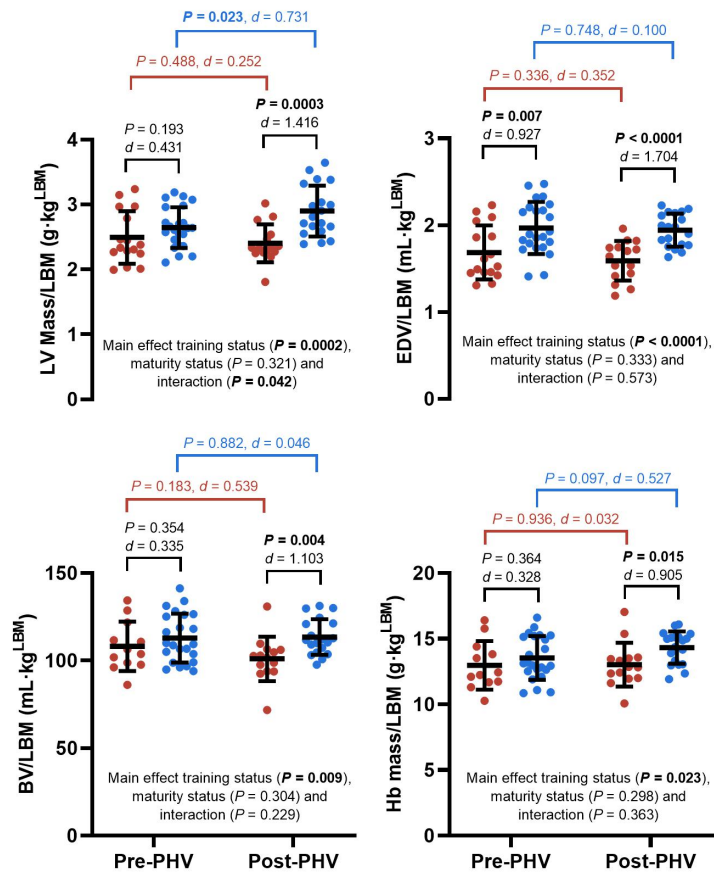 P = 0.023, d = 0.731
P = 0.488, d = 0.252
P = 0.0003
d = 1.416
P = 0.193
d = 0.431
LV Mass/LBM (g·kgLBM)
4
3
2
1
0
Main effect training status (P = 0.0002),
maturity status (P = 0.321) and
interaction (P = 0.042)
P = 0.748, d = 0.100
P = 0.336, d = 0.352
P = 0.007
d = 0.927
P < 0.0001
d = 1.704
EDV/LBM (mL·kgLBM)
3
2
1
0
Main effect training status (P < 0.0001),
maturity status (P = 0.333) and
interaction (P = 0.573)
P = 0.882, d = 0.046
P = 0.183, d = 0.539
P = 0.354
d = 0.335
P = 0.004
d = 1.103
BV/LBM (mL·kgLBM)
150
100
50
0
Main effect training status (P = 0.009),
maturity status (P = 0.304) and
interaction (P = 0.229)
Pre-PHV
Post-PHV
P = 0.097, d = 0.527
P = 0.936, d = 0.032
P = 0.364
d = 0.328
P = 0.015
d = 0.905
Hb mass/LBM (g·kgLBM)
20
15
10
5
0
Main effect training status (P = 0.023),
maturity status (P = 0.298) and
interaction (P = 0.363)
Pre-PHV
Post-PHV